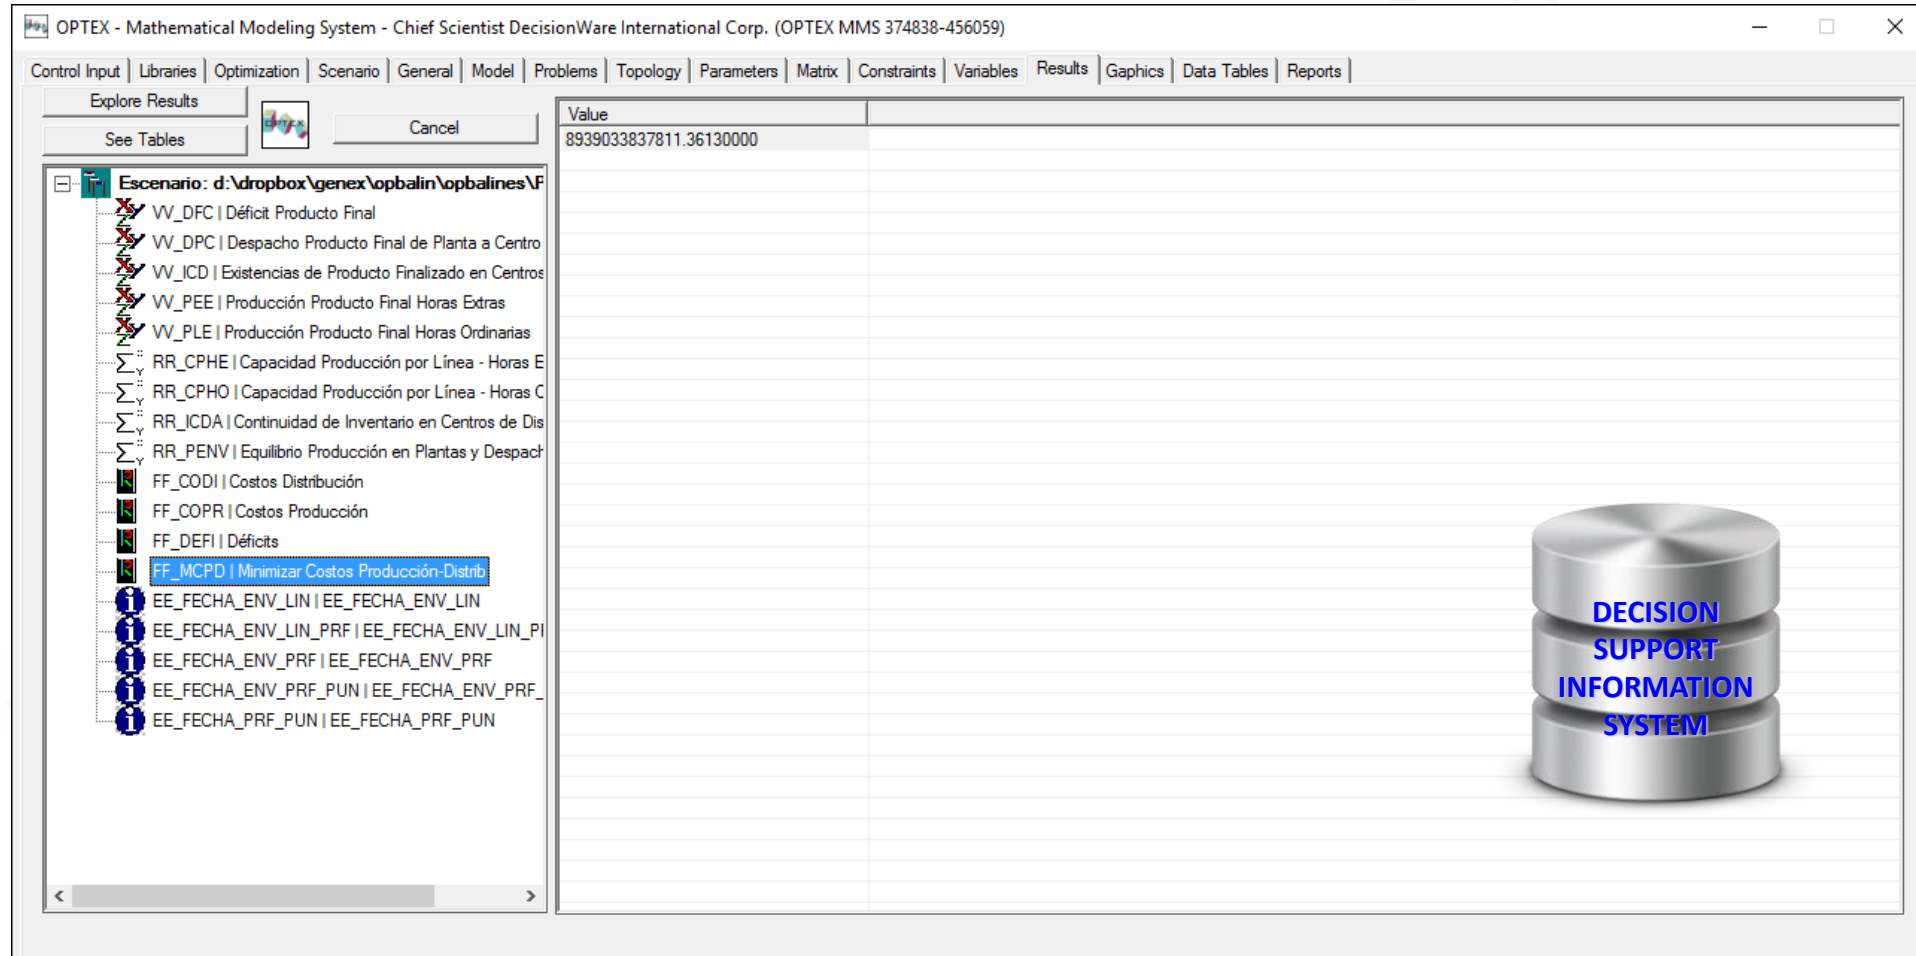 OPTEX - Mathematical Modeling System - Chief Scientist DecisionWare International Corp. (OPTEX MMS 374838-456059)
Control Input Libraries Optimization Scenario General Model Problems Topology Parameters Matrix Constraints Variables Results Gaphics Data Tables Reports
Explore Results
See Tables
OPTEX
Cancel
Value
8939033837811.36130000
Escenario: d:\dropbox\genex\opbalin\opbalines\P
VV_DFC | Déficit Producto Final
VV_DPC | Despacho Producto Final de Planta a Centro
VV_ICD | Existencias de Producto Finalizado en Centros
VV_PEE | Producción Producto Final Horas Extras
VV_PLE | Producción Producto Final Horas Ordinarias
RR_CPHE | Capacidad Producción por Línea - Horas E
RR_CPHO | Capacidad Producción por Línea - Horas O
RR_ICDA | Continuidad de Inventario en Centros de Dis
RR_PENV | Equilibrio Producción en Plantas y Despach
FF_CODI | Costos Distribución
FF_COPR | Costos Producción
FF_DEFI | Déficits
FF_MCPD | Minimizar Costos Producción-Distrib
EE_FECHA_ENV_LIN | EE_FECHA_ENV_LIN
EE_FECHA_ENV_LIN_PRF | EE_FECHA_ENV_LIN_PI
EE_FECHA_ENV_PRF | EE_FECHA_ENV_PRF
EE_FECHA_ENV_PRF_PUN | EE_FECHA_ENV_PRF_
EE_FECHA_PRF_PUN | EE_FECHA_PRF_PUN
DECISION
SUPPORT
INFORMATION
SYSTEM